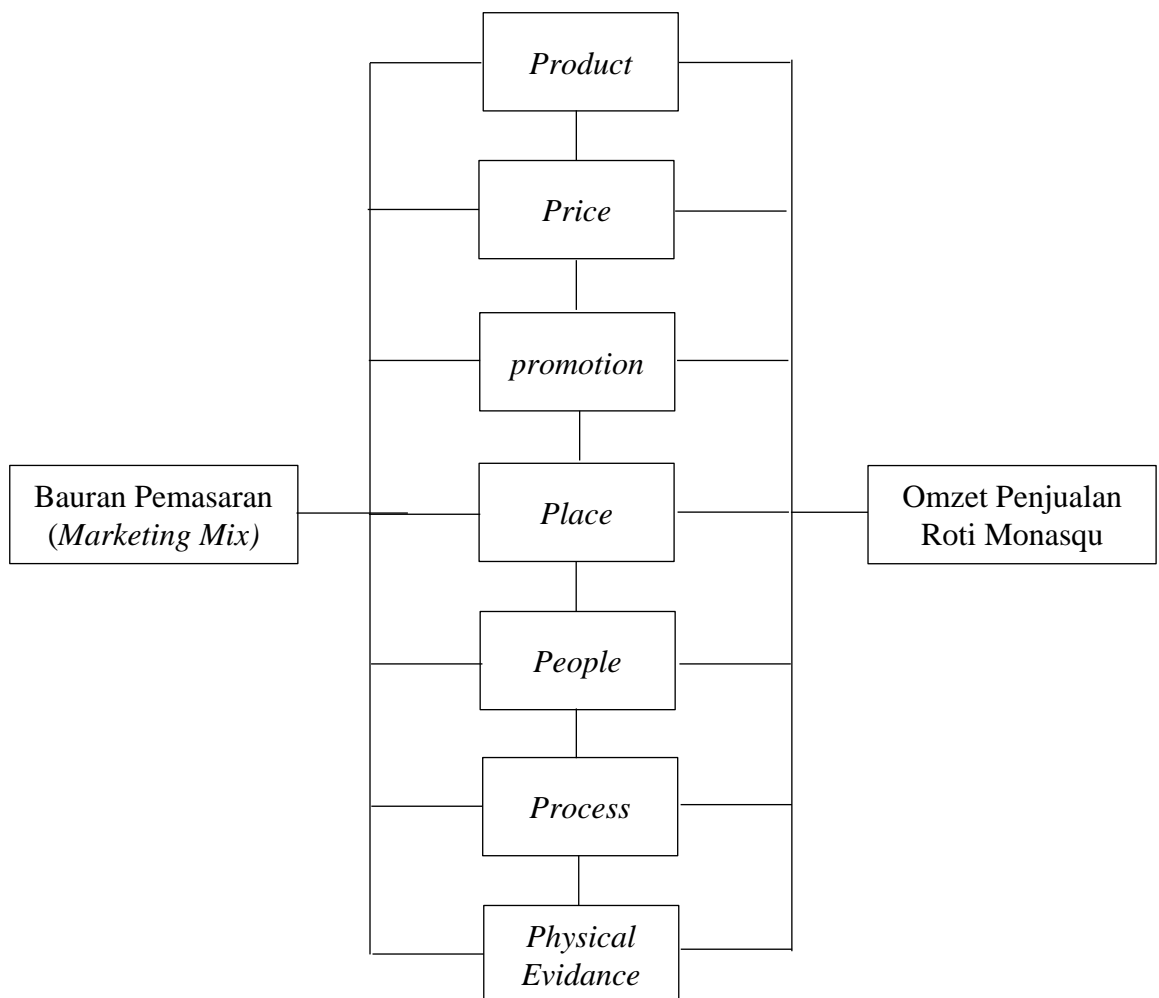 Product
Price
promotion
Place
People
Process
Physical
Evidance
Bauran Pemasaran
(Marketing Mix)
Omzet Penjualan
Roti Monasqu